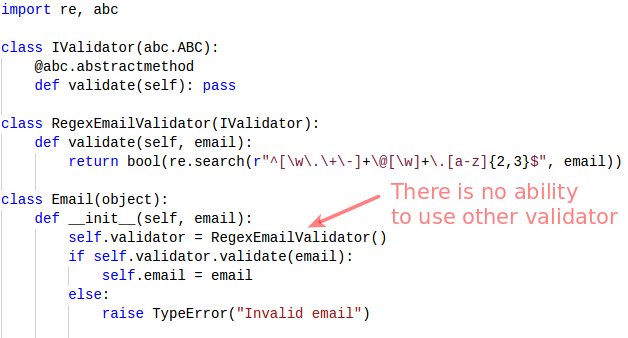 import re, abc
class IValidator(abc.ABC):
    @abc.abstractmethod
    def validate(self): pass
class RegexEmailValidator(IValidator):
    def validate(self, email):
        return bool(re.search(r"^[\w\.\+\-]+\@[\w]+\.[a-z]{2,3}$", email))
class Email(object):
    def __init__(self, email):
        self.validator = RegexEmailValidator()
        if self.validator.validate(email):
            self.email = email
        else:
            raise TypeError("Invalid email")
There is no ability
to use other validator